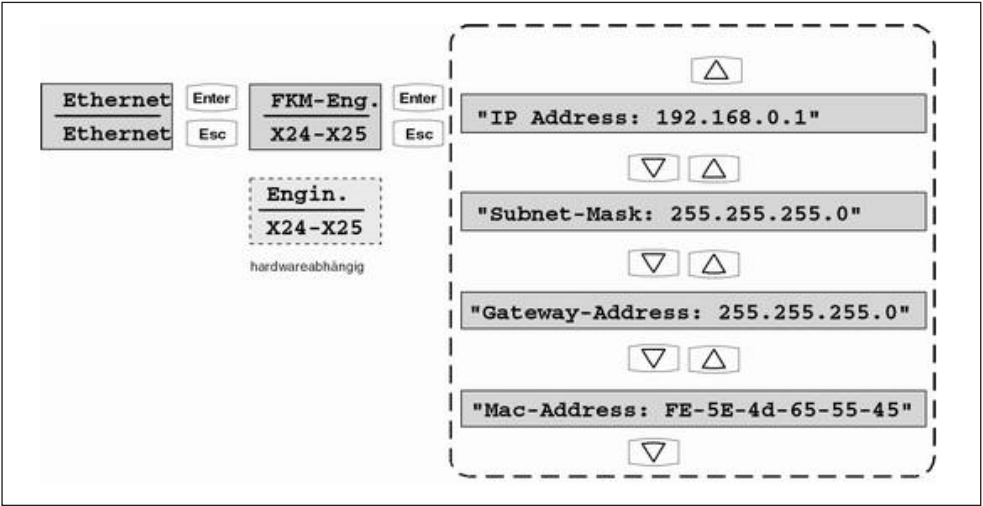 Ethernet
Ethernet
Enter
Esc
FKM-Eng.
X24-X25
Enter
Esc
Engin.
X24-X25
hardwareabhängig
"IP Address: 192.168.0.1"
"Subnet-Mask: 255.255.255.0"
"Gateway-Address: 255.255.255.0"
"Mac-Address: FE-5E-4d-65-55-45"